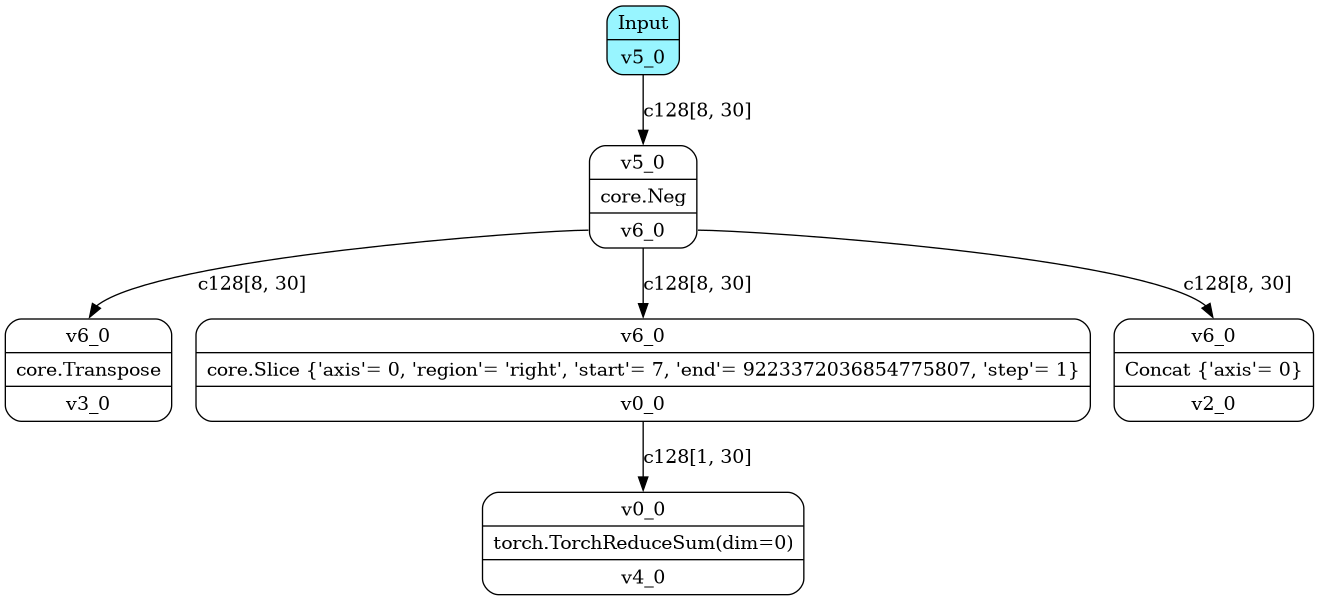 Input
v5_0
c128[8, 30]
v5_0
core.Neg
v6_0
c128[8, 30]
c128[8, 30]
c128[8, 30]
v6_0
core.Transpose
v3_0
v6_0
core.Slice {'axis'= 0, 'region'= 'right', 'start'= 7, 'end'= 9223372036854775807, 'step'= 1}
v0_0
v6_0
Concat {'axis'= 0}
v2_0
c128[1, 30]
v0_0
torch.TorchReduceSum(dim=0)
v4_0